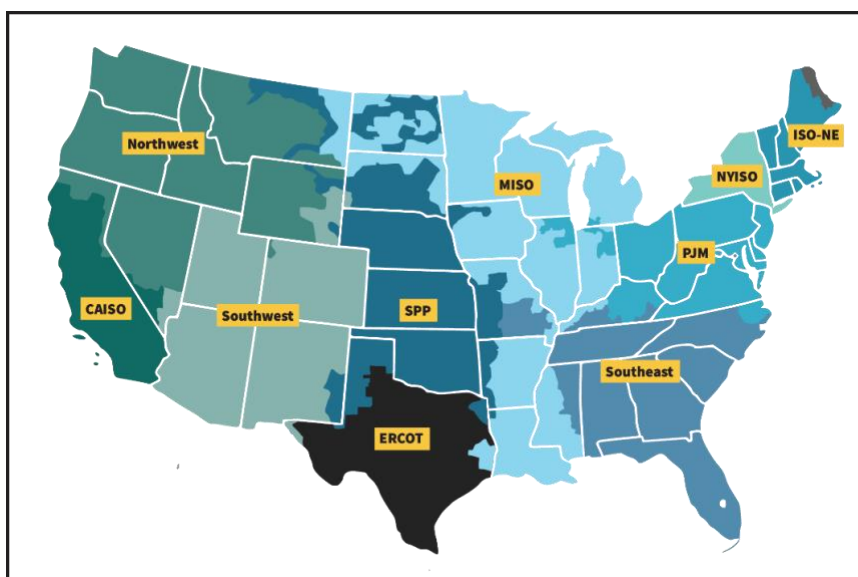 Northwest
ISO-NE
MISO
NYISO
PJM
CAISO
Southwest
SPP
Southeast
ERCOT